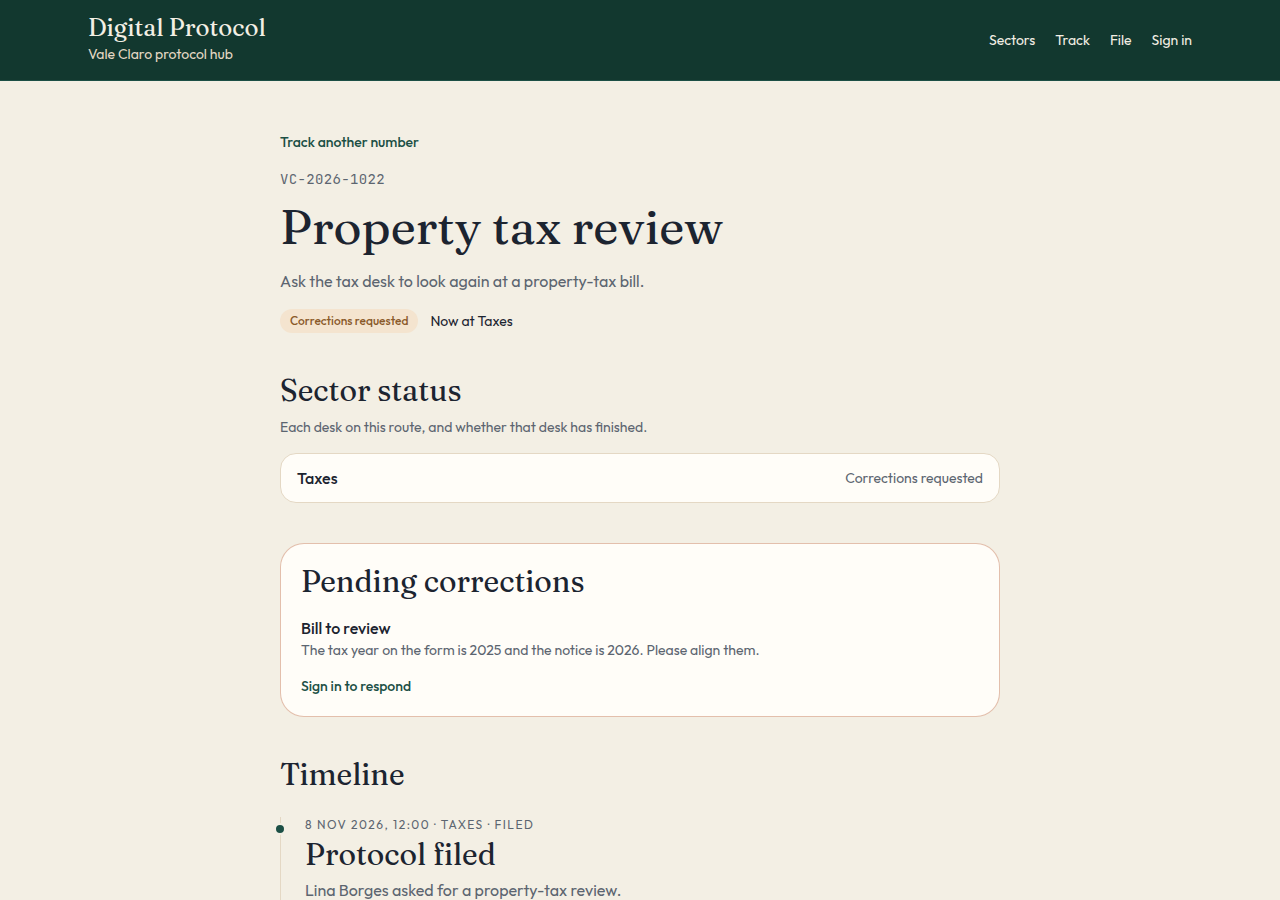 Digital Protocol
Vale Claro protocol hub
Sectors Track File Sign in
Track another number
VC-2026-1022
Property tax review
Ask the tax desk to look again at a property-tax bill.
Corrections requested Now at Taxes
Sector status
Each desk on this route, and whether that desk has finished.
Taxes Corrections requested
Pending corrections
Bill to review
The tax year on the form is 2025 and the notice is 2026. Please align them.
Sign in to respond
Timeline
8 NOV 2026, 12:00 · TAXES · FILED
Protocol filed
Lina Borges asked for a property-tax review.